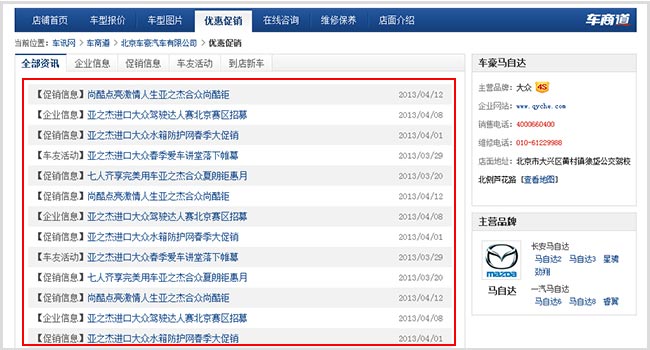 店铺首页 车型报价 车型图片 优惠促销 在线咨询 维修保养 店面介绍 车商道
当前位置：车讯网 > 车商道 > 北京车豪汽车有限公司 > 优惠促销
全部资讯 企业信息 促销信息 车友活动 到店新车
【促销信息】尚酷点亮激情人生亚之杰合众尚酷钜 2013/04/12
【企业信息】亚之杰进口大众驾驶达人赛北京赛区招募 2013/04/08
【促销信息】亚之杰进口大众水箱防护网春季大促销 2013/04/01
【车友活动】亚之杰进口大众春季爱车讲堂落下帷幕 2013/03/29
【促销信息】七人齐享完美用车亚之杰合众夏朗钜惠月 2013/03/20
【促销信息】尚酷点亮激情人生亚之杰合众尚酷钜 2013/04/12
【企业信息】亚之杰进口大众驾驶达人赛北京赛区招募 2013/04/08
【促销信息】亚之杰进口大众水箱防护网春季大促销 2013/04/01
【车友活动】亚之杰进口大众春季爱车讲堂落下帷幕 2013/03/29
【促销信息】七人齐享完美用车亚之杰合众夏朗钜惠月 2013/03/20
【促销信息】尚酷点亮激情人生亚之杰合众尚酷钜 2013/04/12
【企业信息】亚之杰进口大众驾驶达人赛北京赛区招募 2013/04/08
【促销信息】亚之杰进口大众水箱防护网春季大促销 2013/04/01
车豪马自达
主营品牌：大众 4S
企业网站：www.qyche.com
销售电话：4000660400
维修电话：010-61229988
店面地址：北京市大兴区黄村镇狼垡公交驾校
北侧芦花路 [查看地图]
主营品牌
mazda
马自达
长安马自达
马自达2 马自达3 星骋
劲翔
一汽马自达
马自达6 马自达8 睿翼